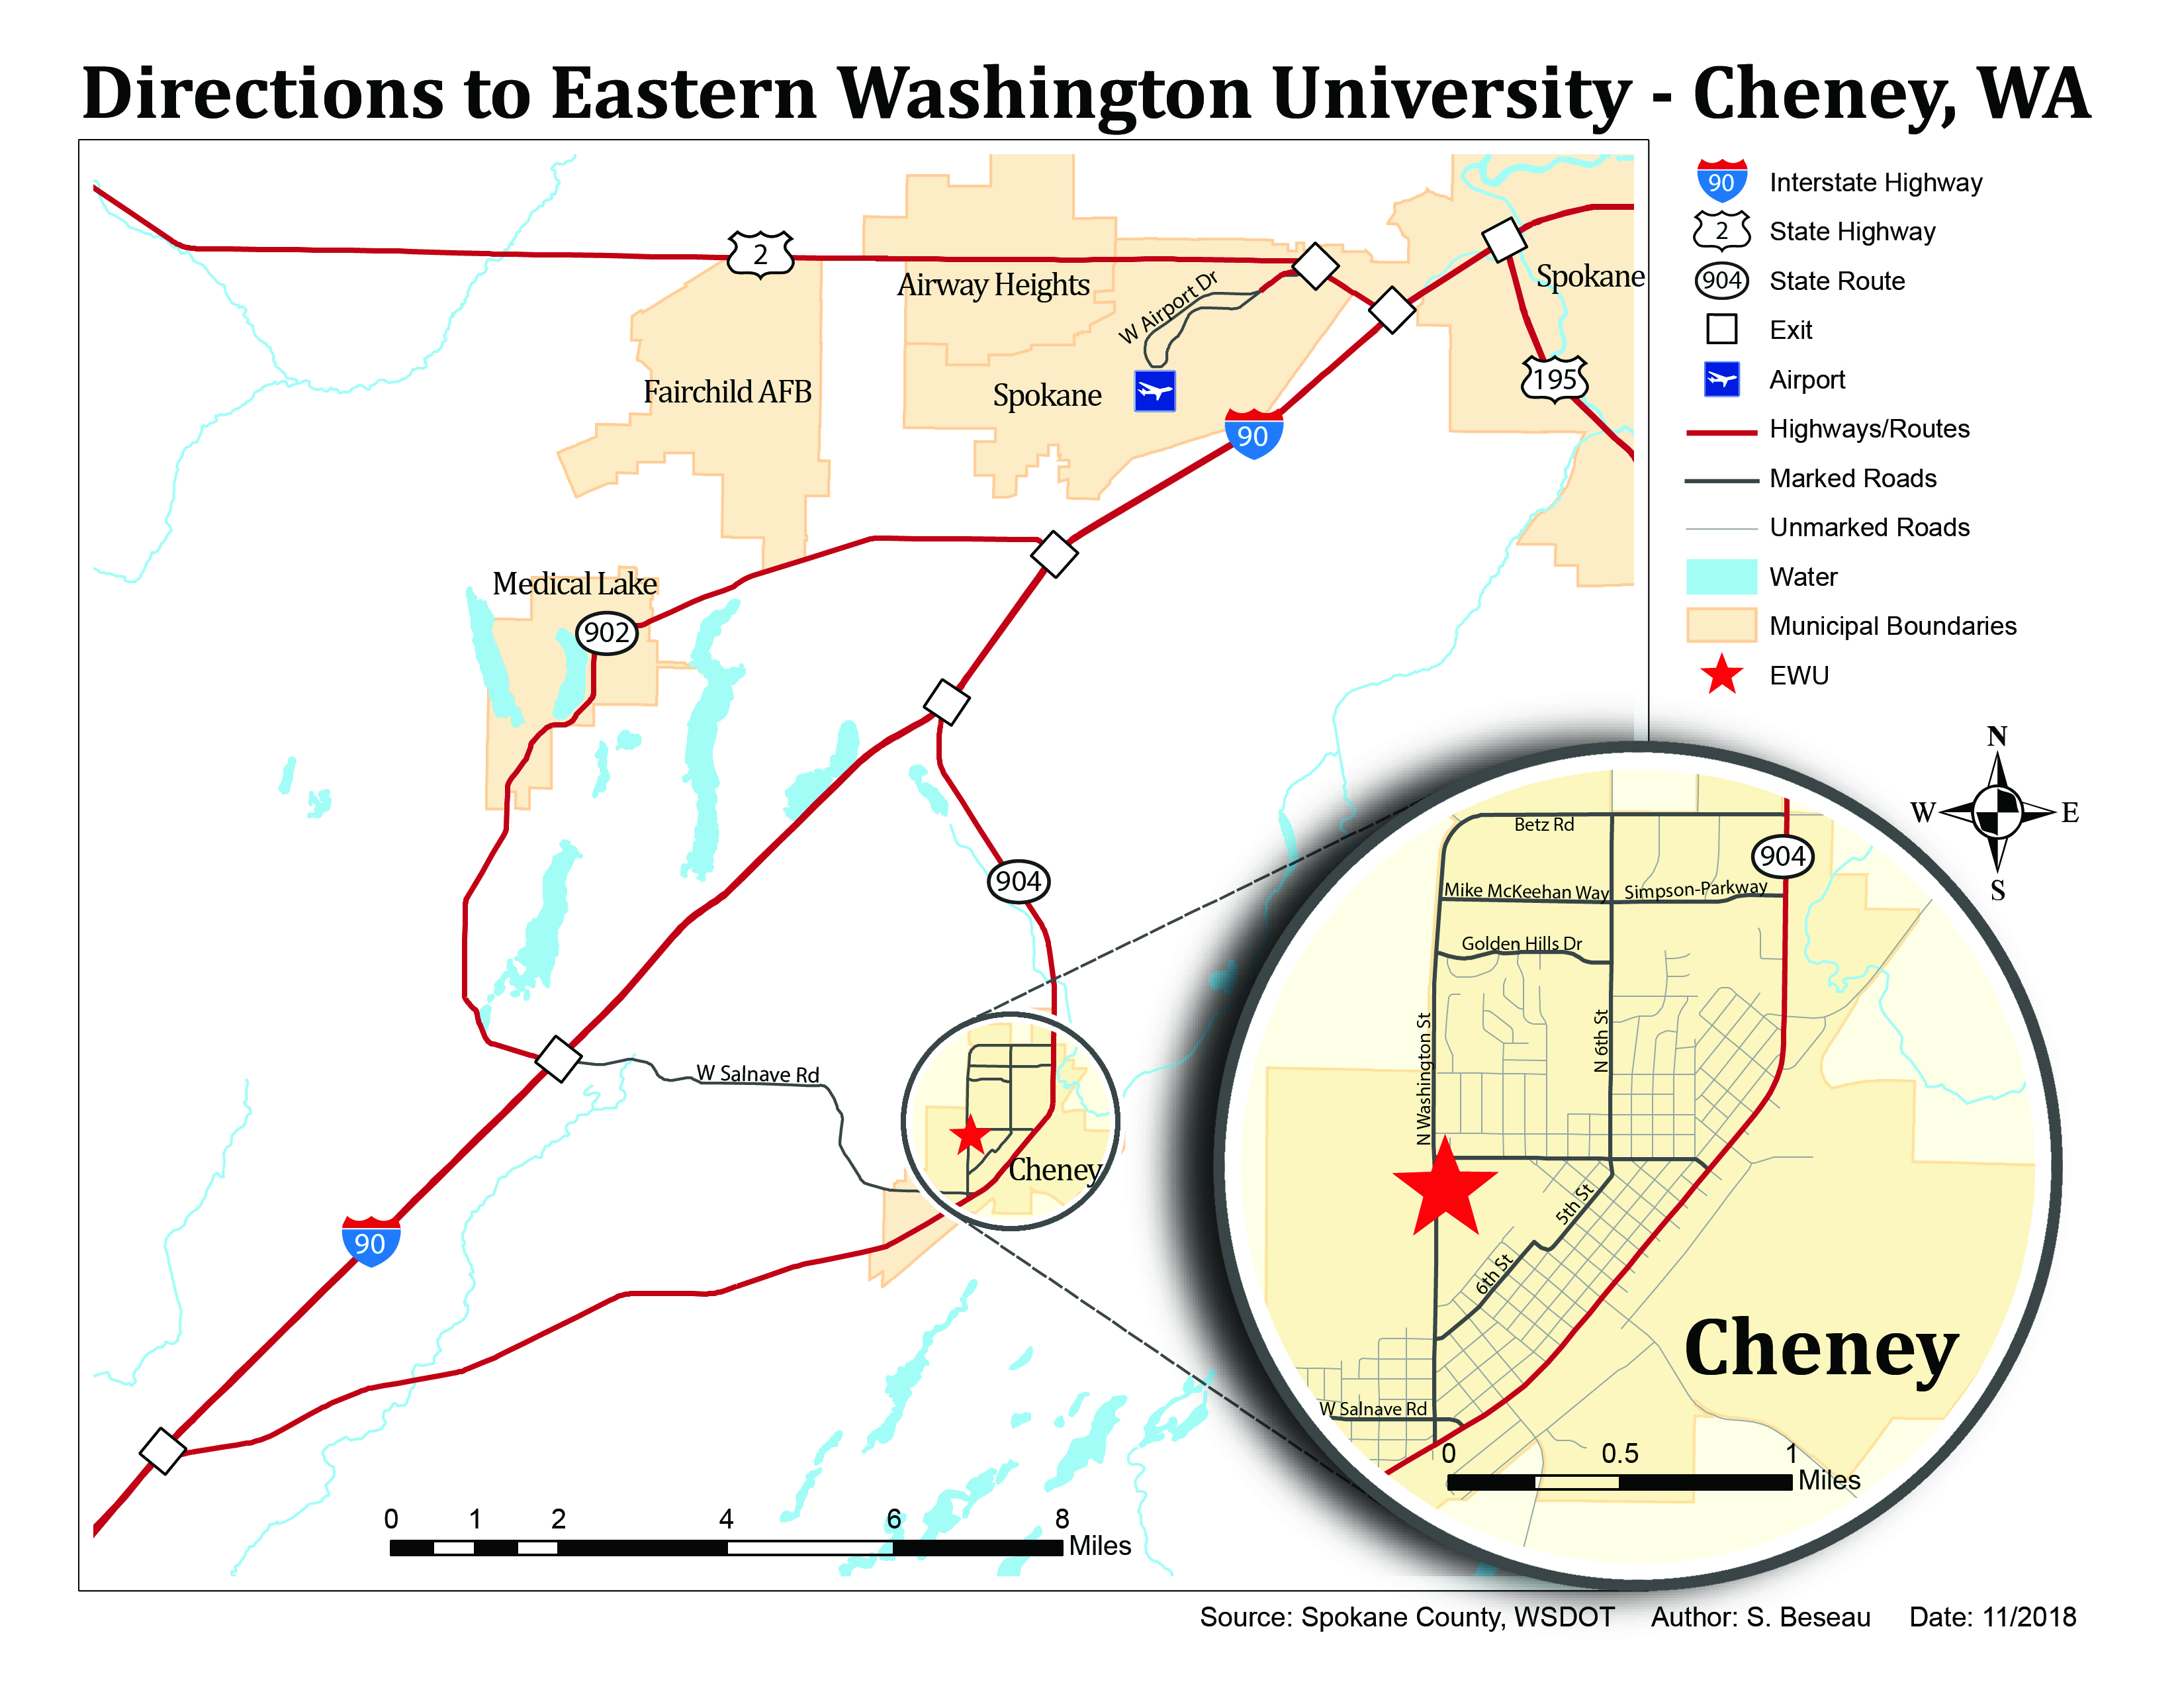 Directions to Eastern Washington University - Cheney, WA
90 Interstate Highway
2 State Highway
904 State Route
Exit
Airport
Highways/Routes
Marked Roads
Unmarked Roads
Water
Municipal Boundaries
EWU
N
W E
S
2
Airway Heights
W Airport Dr
Spokane
Fairchild AFB
Spokane
195
90
Medical Lake
902
904
W Salnave Rd
Cheney
90
0 1 2 4 6 8
Miles
Betz Rd
904
Mike McKeehan Way
Simpson-Parkway
Golden Hills Dr
N Washington St
N 6th St
5th St
6th St
Cheney
W Salnave Rd
0 0.5 1
Miles
Source: Spokane County, WSDOT Author: S. Beseau Date: 11/2018